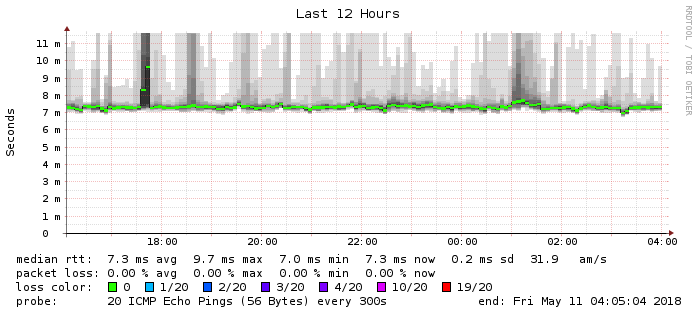 Last 12 Hours
RRDTOOL / TOBI OETIKER
Seconds
11 m
10 m
9 m
8 m
7 m
6 m
5 m
4 m
3 m
2 m
1 m
0
18:00 20:00 22:00 00:00 02:00 04:00
median rtt: 7.3 ms avg 9.7 ms max 7.0 ms min 7.3 ms now 0.2 ms sd 31.9 am/s
packet loss: 0.00 % avg 0.00 % max 0.00 % min 0.00 % now
loss color: 0 1/20 2/20 3/20 4/20 10/20 19/20
probe: 20 ICMP Echo Pings (56 Bytes) every 300s end: Fri May 11 04:05:04 2018